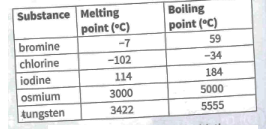 Substance Melting point (°C) Boiling point (°C)
bromine -7 59
chlorine -102 -34
iodine 114 184
osmium 3000 5000
tungsten 3422 5555